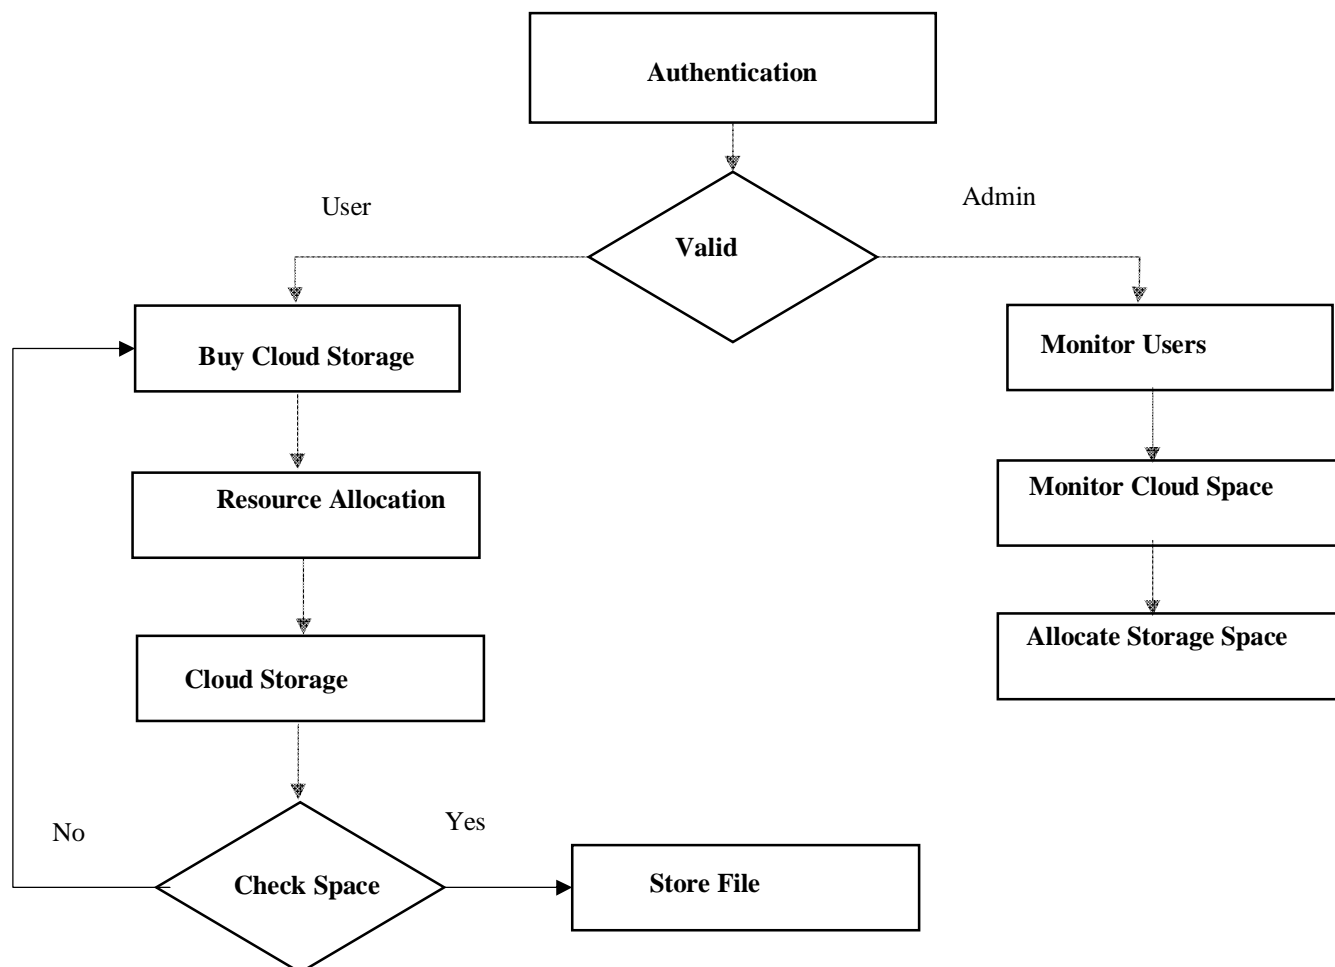 Authentication
User
Admin
Valid
Buy Cloud Storage
Monitor Users
Resource Allocation
Monitor Cloud Space
Cloud Storage
Allocate Storage Space
No
Yes
Check Space
Store File